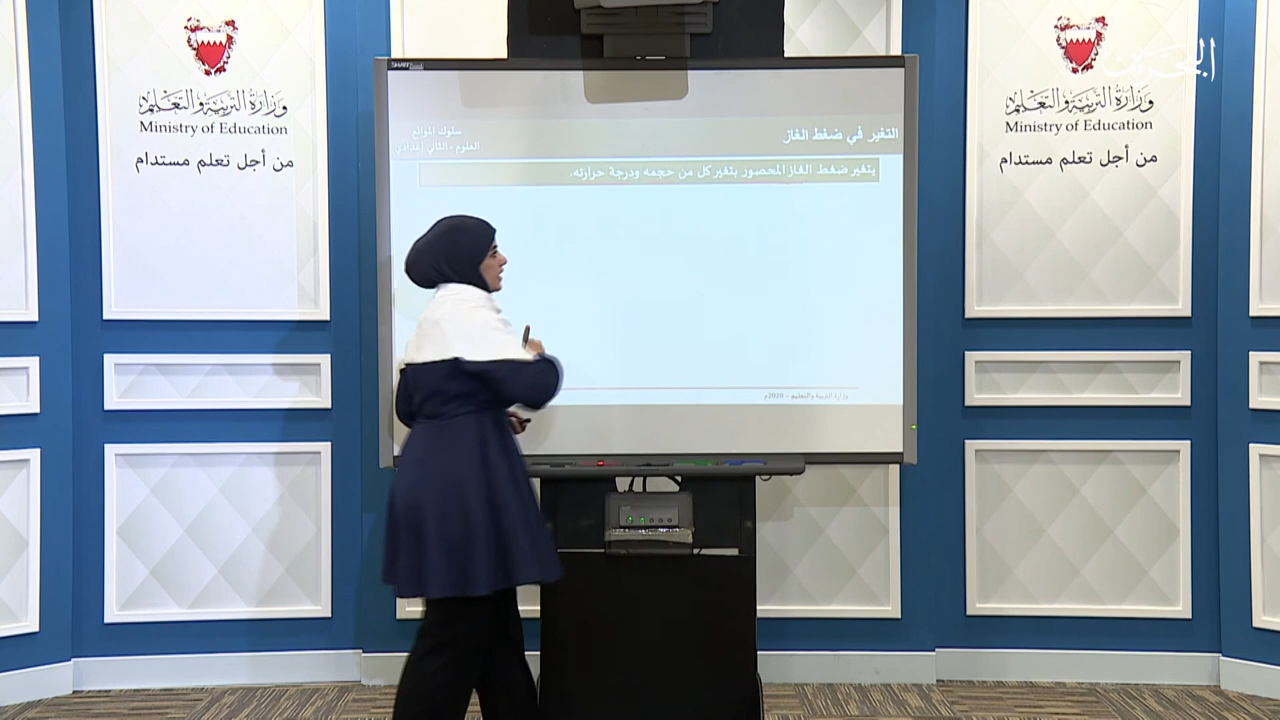 وزارة التربية والتعليم
Ministry of Education
من أجل تعلم مستدام
SMART
التغير في ضغط الغاز
سلوك الموائع
العلوم - الثاني إعدادي
يتغير ضغط الغاز المحصور بتغير كل من حجمه ودرجة حرارته.
وزارة التربية والتعليم - 2020م
البحرين
وزارة التربية والتعليم
Ministry of Education
من أجل تعلم مستدام